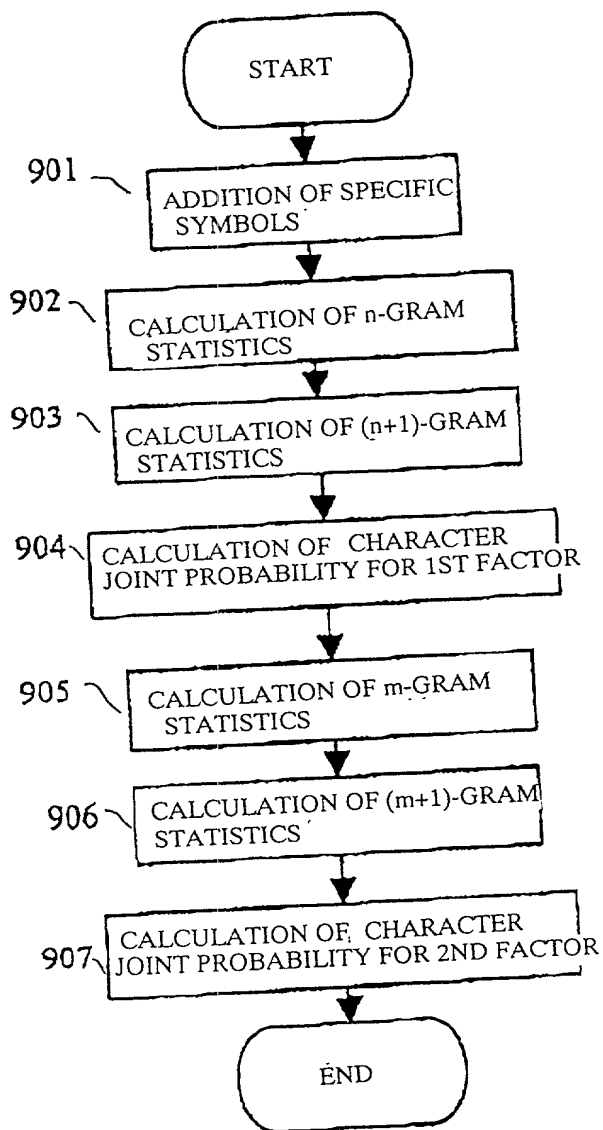 START
901
ADDITION OF SPECIFIC
SYMBOLS
902
CALCULATION OF n-GRAM
STATISTICS
903
CALCULATION OF (n+1)-GRAM
STATISTICS
904
CALCULATION OF CHARACTER
JOINT PROBABILITY FOR 1ST FACTOR
905
CALCULATION OF m-GRAM
STATISTICS
906
CALCULATION OF (m+1)-GRAM
STATISTICS
907
CALCULATION OF CHARACTER
JOINT PROBABILITY FOR 2ND FACTOR
END